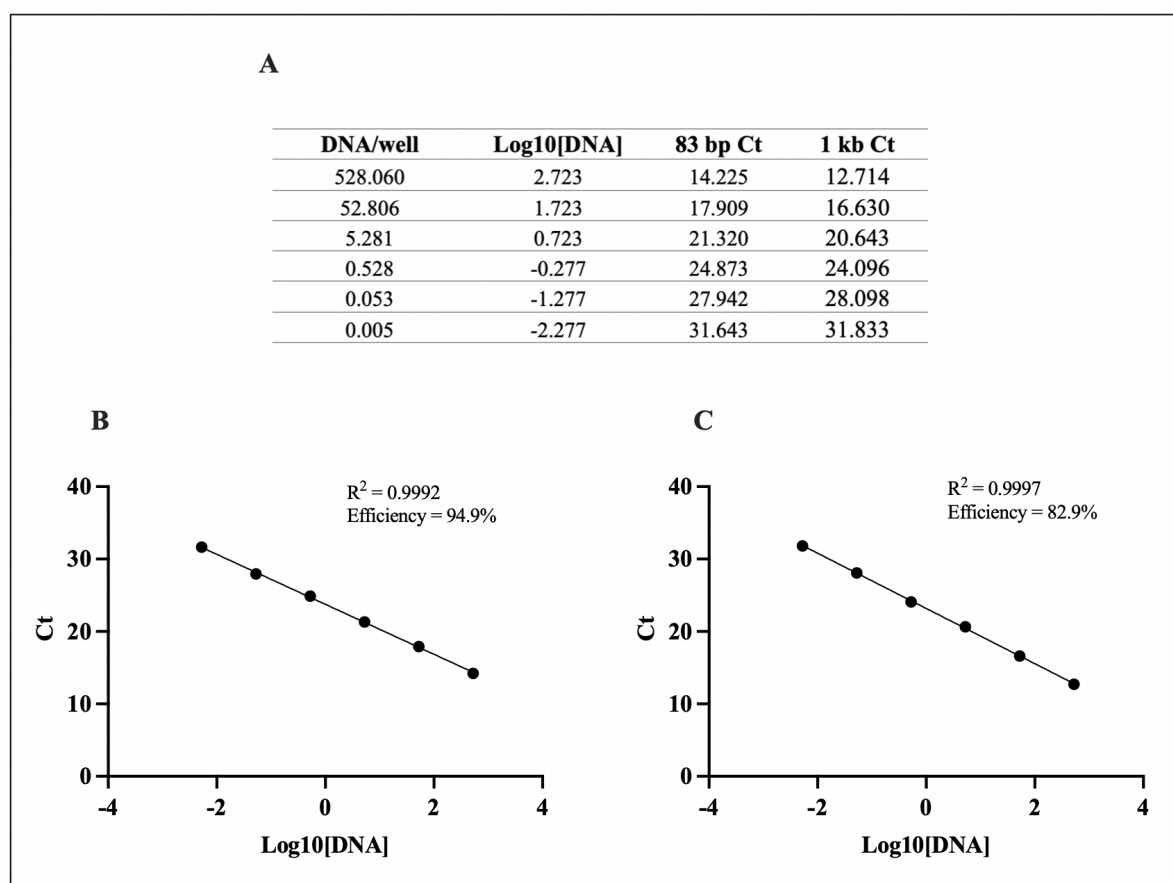 A
DNA/well Log10[DNA] 83 bp Ct 1 kb Ct
528.060 2.723 14.225 12.714
52.806 1.723 17.909 16.630
5.281 0.723 21.320 20.643
0.528 -0.277 24.873 24.096
0.053 -1.277 27.942 28.098
0.005 -2.277 31.643 31.833
B
R² = 0.9992
Efficiency = 94.9%
40
30
20
10
0
Ct
-4 -2 0 2 4
Log10[DNA]
C
R² = 0.9997
Efficiency = 82.9%
40
30
20
10
0
Ct
-4 -2 0 2 4
Log10[DNA]